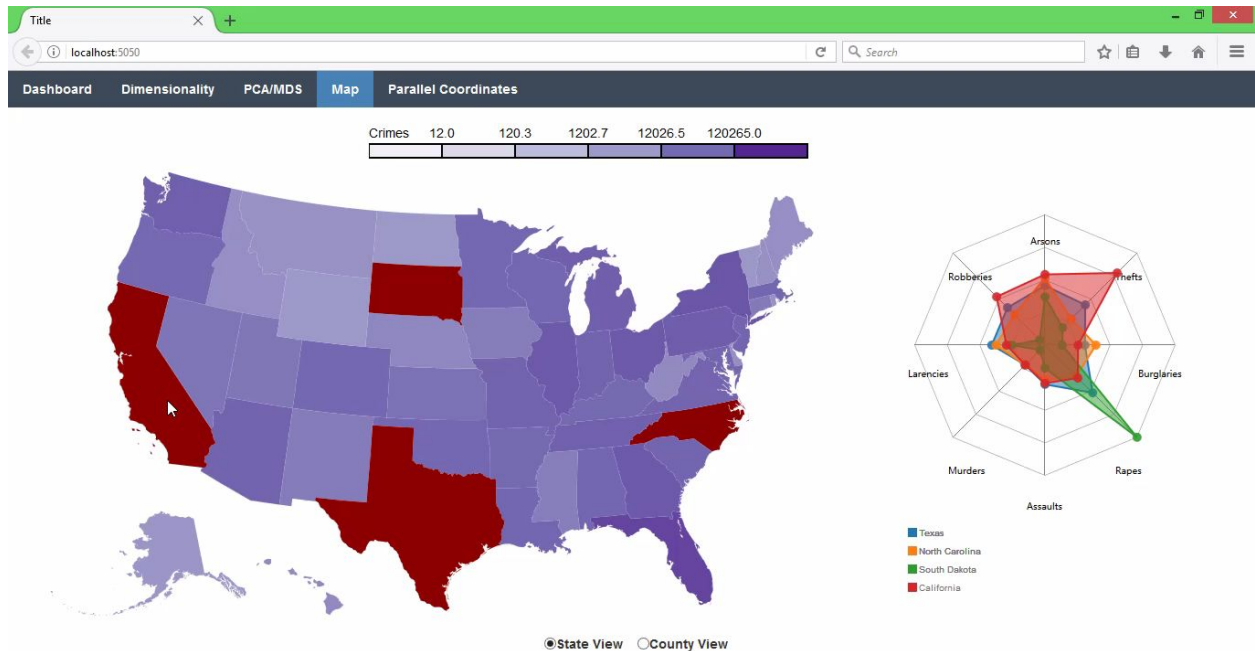 Title
localhost:5050
Search
Dashboard Dimensionality PCA/MDS Map Parallel Coordinates
Crimes 12.0 120.3 1202.7 12026.5 120265.0
Arsons
Robberies Thefts
Larencies Burglaries
Murders Rapes
Assaults
Texas
North Carolina
South Dakota
California
State View County View